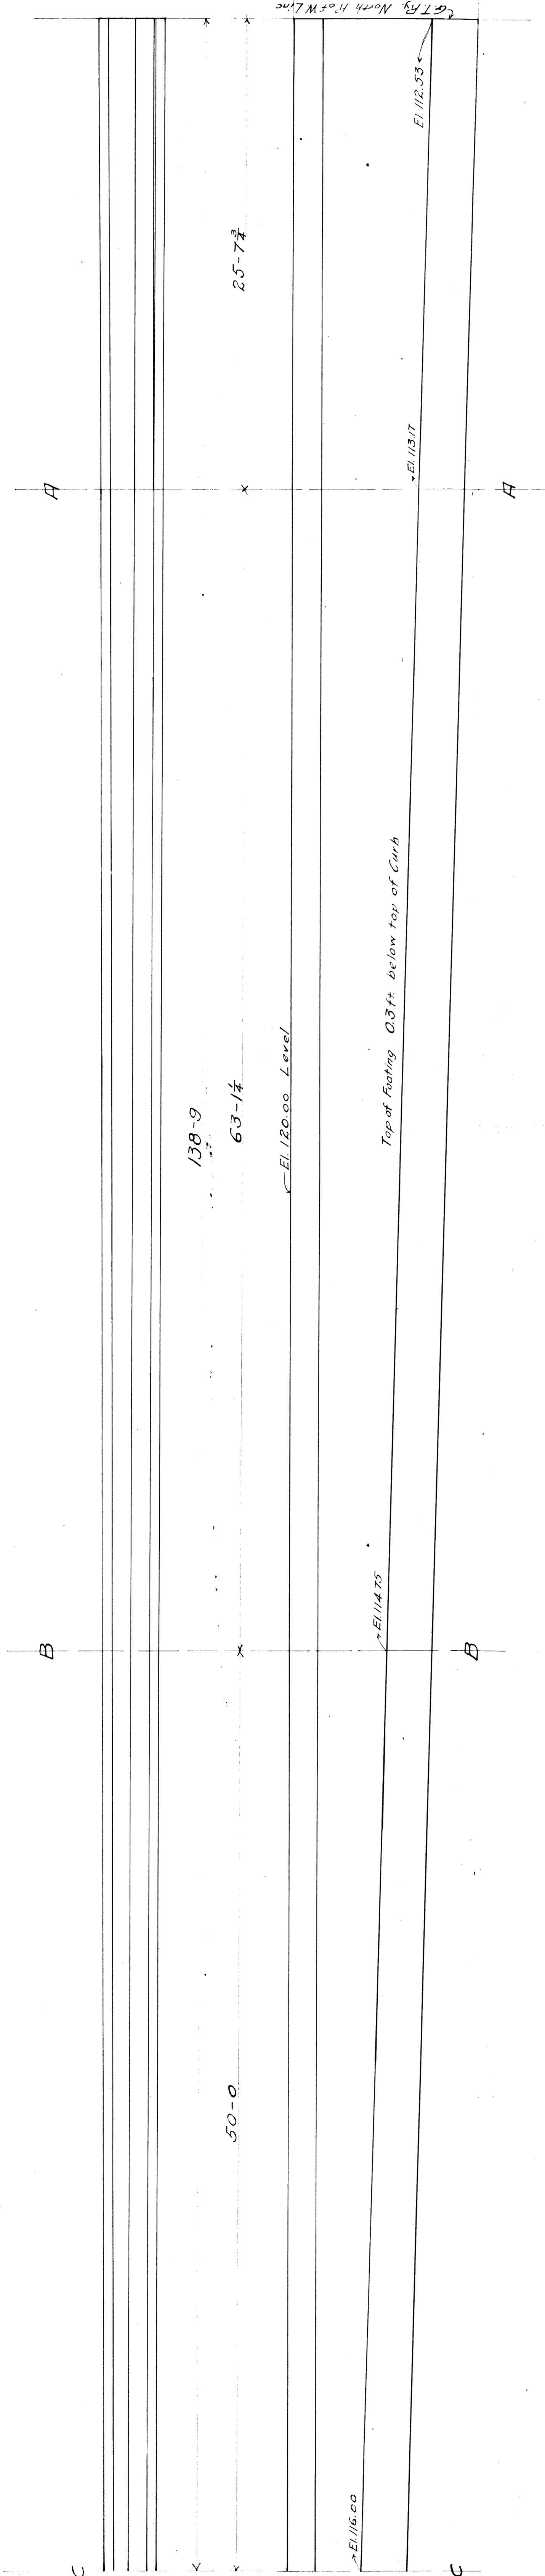 G.T.Ry. North R of W Line
El. 112.53
25-7¾
El. 113.17
A
A
Top of Footing 0.3 ft. below top of Curb
138-9
63-1¼
El. 120.00 Level
El. 114.75
B
B
50-0
El. 116.00
C
C